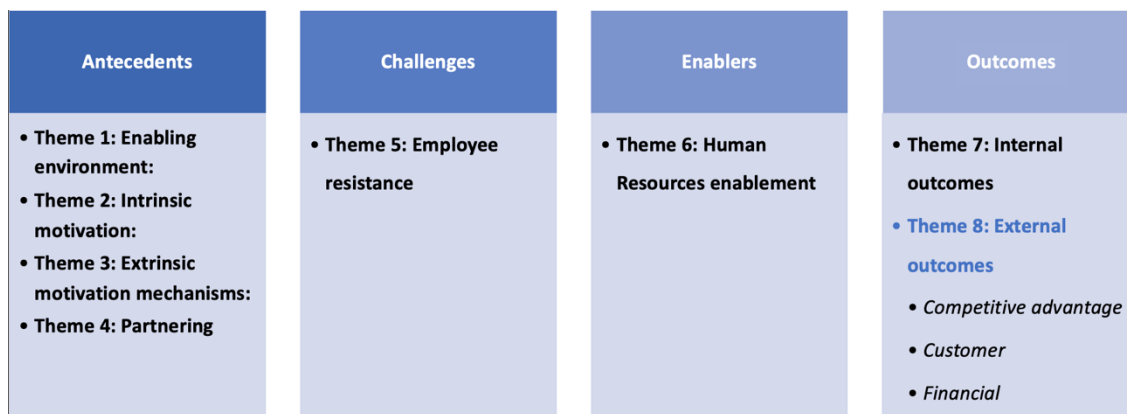 Antecedents
• Theme 1: Enabling
environment:
• Theme 2: Intrinsic
motivation:
• Theme 3: Extrinsic
motivation mechanisms:
• Theme 4: Partnering
Challenges
• Theme 5: Employee
resistance
Enablers
• Theme 6: Human
Resources enablement
Outcomes
• Theme 7: Internal
outcomes
• Theme 8: External
outcomes
• Competitive advantage
• Customer
• Financial